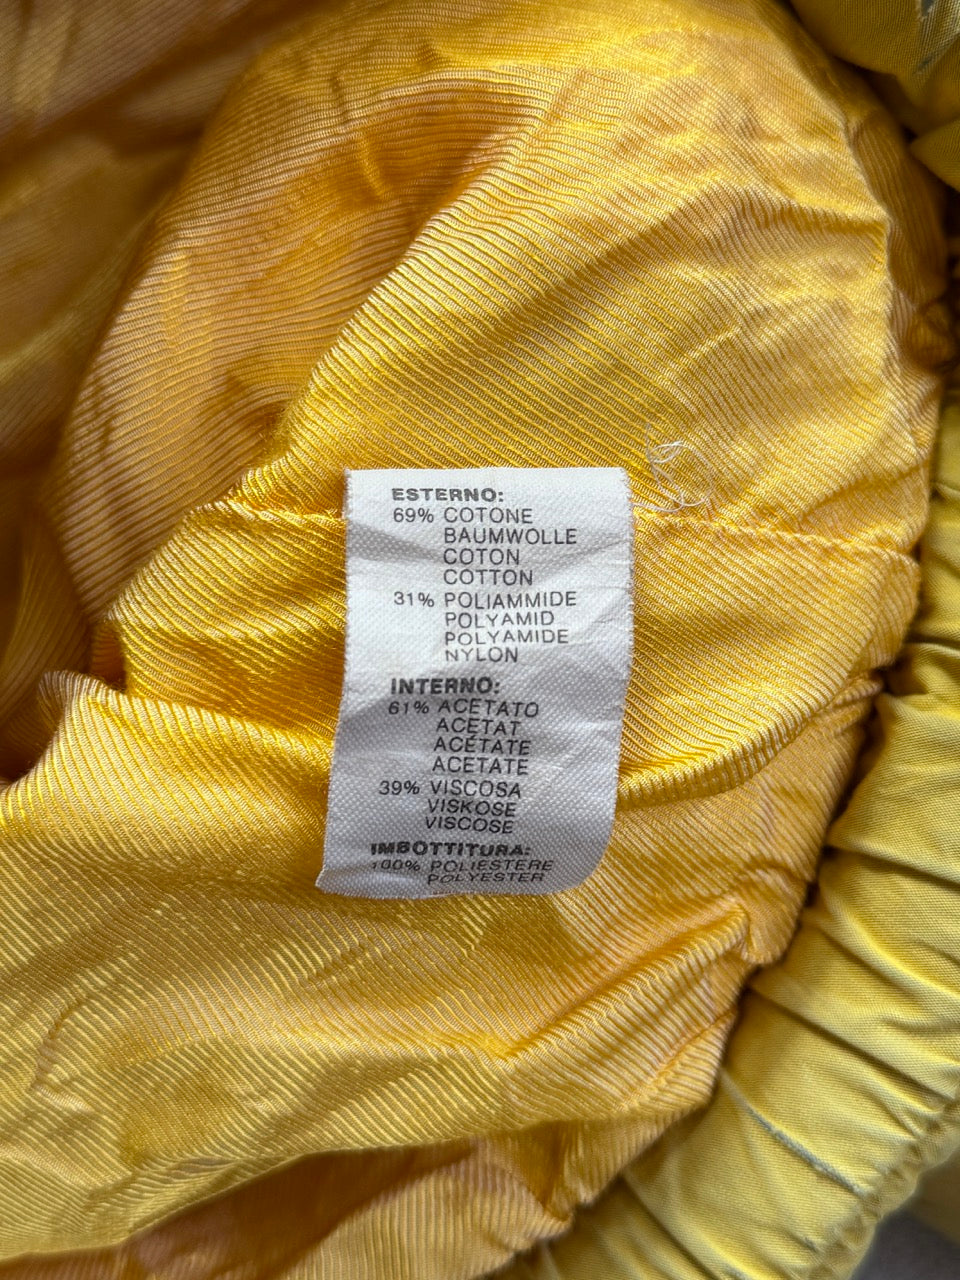 ESTERNO:
69% COTONE
BAUMWOLLE
COTON
COTTON
31% POLIAMMIDE
POLYAMID
POLYAMIDE
NYLON
INTERNO:
61% ACETATO
ACETAT
ACÉTATE
ACETATE
39% VISCOSA
VISKOSE
VISCOSE
IMBOTTITURA:
100% POLIESTERE
POLYESTER